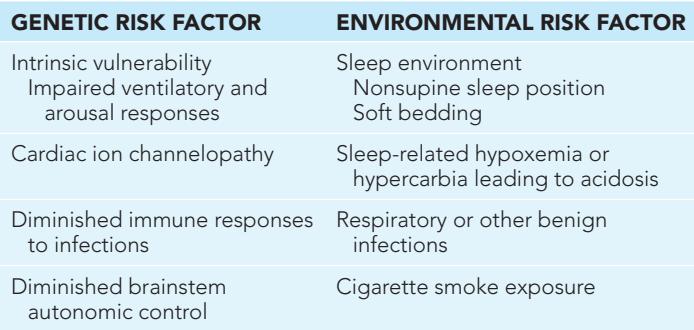 GENETIC RISK FACTOR ENVIRONMENTAL RISK FACTOR
Intrinsic vulnerability Sleep environment
Impaired ventilatory and Nonsupine sleep position
arousal responses Soft bedding
Cardiac ion channelopathy Sleep-related hypoxemia or
hypercarbia leading to acidosis
Diminished immune responses Respiratory or other benign
to infections infections
Diminished brainstem Cigarette smoke exposure
autonomic control